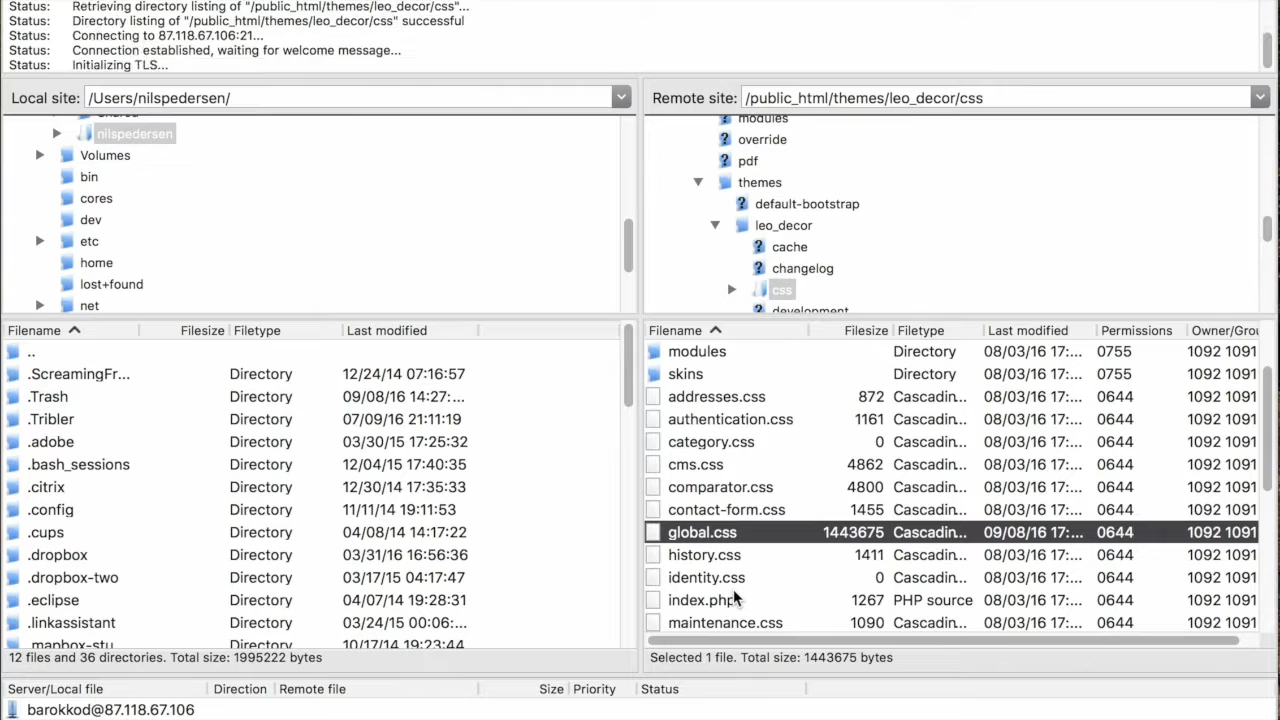 Status: Retrieving directory listing of "/public_html/themes/leo_decor/css"...
Status: Directory listing of "/public_html/themes/leo_decor/css" successful
Status: Connecting to 87.118.67.106:21...
Status: Connection established, waiting for welcome message...
Status: Initializing TLS...
Local site: /Users/nilspedersen/
Shared
nilspedersen
Volumes
bin
cores
dev
etc
home
lost+found
net
Remote site: /public_html/themes/leo_decor/css
modules
override
pdf
themes
default-bootstrap
leo_decor
cache
changelog
css
development
Filename Filesize Filetype Last modified
..
.ScreamingFr... Directory 12/24/14 07:16:57
.Trash Directory 09/08/16 14:27:...
.Tribler Directory 07/09/16 21:11:19
.adobe Directory 03/30/15 17:25:32
.bash_sessions Directory 12/04/15 17:40:35
.citrix Directory 12/30/14 17:35:33
.config Directory 11/11/14 19:11:53
.cups Directory 04/08/14 14:17:22
.dropbox Directory 03/31/16 16:56:36
.dropbox-two Directory 03/17/15 04:17:47
.eclipse Directory 04/07/14 19:28:31
.linkassistant Directory 03/24/15 00:06:...
.mapbox-stu Directory 10/17/14 19:23:44
12 files and 36 directories. Total size: 1995222 bytes
Filename Filesize Filetype Last modified Permissions Owner/Grou
modules Directory 08/03/16 17:... 0755 1092 1091
skins Directory 08/03/16 17:... 0755 1092 1091
addresses.css 872 Cascadin... 08/03/16 17:... 0644 1092 1091
authentication.css 1161 Cascadin... 08/03/16 17:... 0644 1092 1091
category.css 0 Cascadin... 08/03/16 17:... 0644 1092 1091
cms.css 4862 Cascadin... 08/03/16 17:... 0644 1092 1091
comparator.css 4800 Cascadin... 08/03/16 17:... 0644 1092 1091
contact-form.css 1455 Cascadin... 08/03/16 17:... 0644 1092 1091
global.css 1443675 Cascadin... 09/08/16 17:... 0644 1092 1091
history.css 1411 Cascadin... 08/03/16 17:... 0644 1092 1091
identity.css 0 Cascadin... 08/03/16 17:... 0644 1092 1091
index.php 1267 PHP source 08/03/16 17:... 0644 1092 1091
maintenance.css 1090 Cascadin... 08/03/16 17:... 0644 1092 1091
Selected 1 file. Total size: 1443675 bytes
Server/Local file Direction Remote file Size Priority Status
barokkod@87.118.67.106